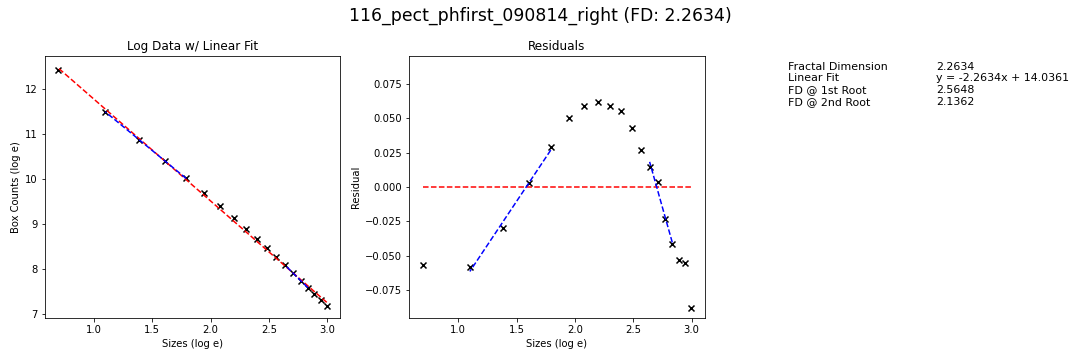 116_pect_phfirst_090814_right (FD: 2.2634)
Log Data w/ Linear Fit
Box Counts (log e)
12
11
10
9
8
7
1.0 1.5 2.0 2.5 3.0
Sizes (log e)
Residuals
Residual
0.075
0.050
0.025
0.000
−0.025
−0.050
−0.075
1.0 1.5 2.0 2.5 3.0
Sizes (log e)
Fractal Dimension 2.2634
Linear Fit y = -2.2634x + 14.0361
FD @ 1st Root 2.5648
FD @ 2nd Root 2.1362